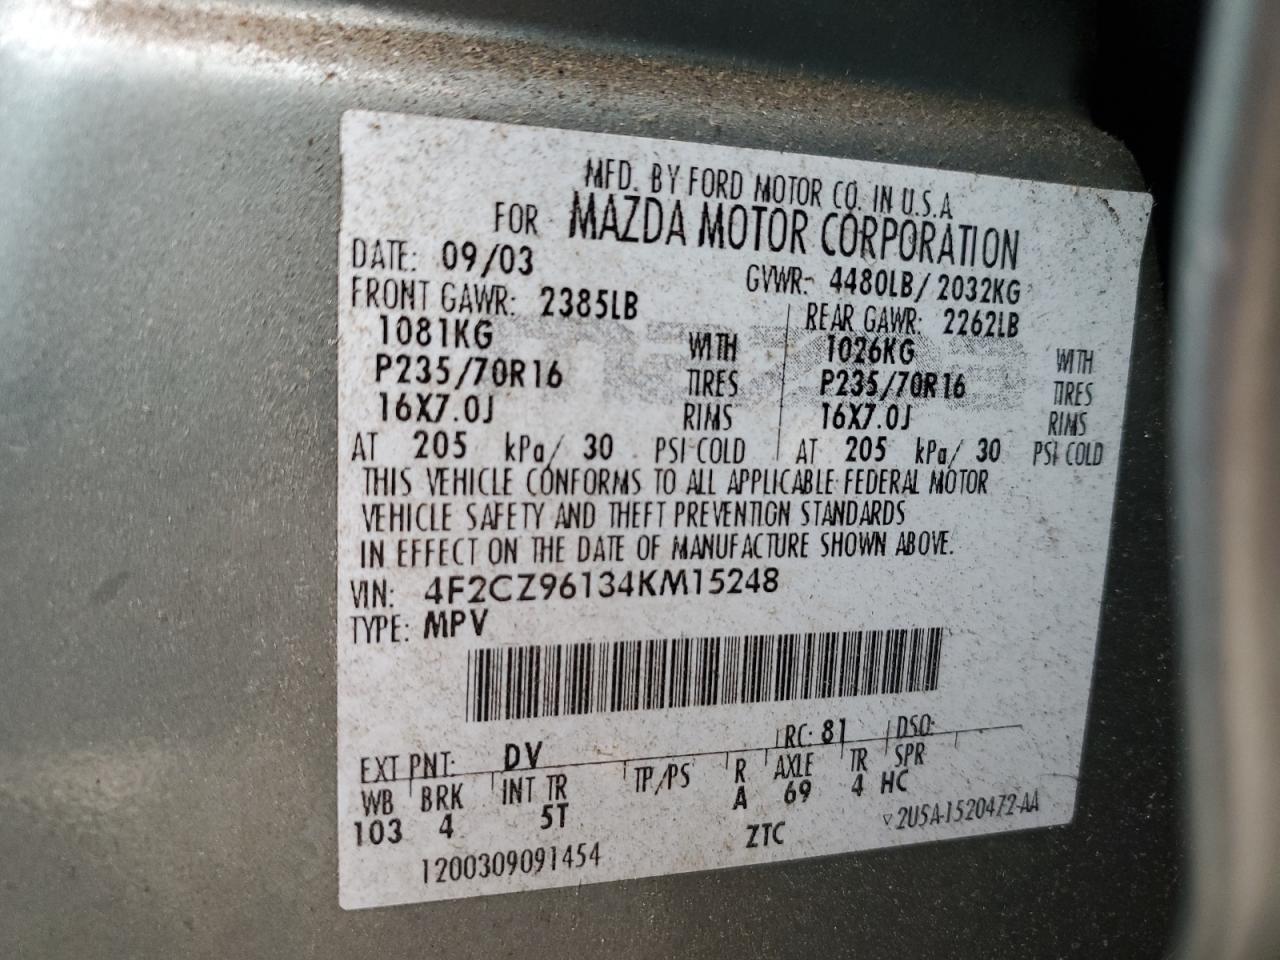 MFD. BY FORD MOTOR CO. IN U.S.A
FOR MAZDA MOTOR CORPORATION
DATE: 09/03 GVWR: 4480LB/ 2032KG
FRONT GAWR: 2385LB REAR GAWR: 2262LB
1081KG WITH 1026KG WITH
P235/70R16 TIRES P235/70R16 TIRES
16X7.0J RIMS 16X7.0J RIMS
AT 205 kPa/ 30 PSI COLD AT 205 kPa/ 30 PSI COLD
THIS VEHICLE CONFORMS TO ALL APPLICABLE FEDERAL MOTOR
VEHICLE SAFETY AND THEFT PREVENTION STANDARDS
IN EFFECT ON THE DATE OF MANUFACTURE SHOWN ABOVE.
VIN: 4F2CZ96134KM15248
TYPE: MPV
EXT PNT: DV RC: 81 DSO:
WB BRK INT TR TP/PS R AXLE TR SPR
103 4 5T A 69 4 HC
1200309091454 ZTC v2U5A-1520472-AA